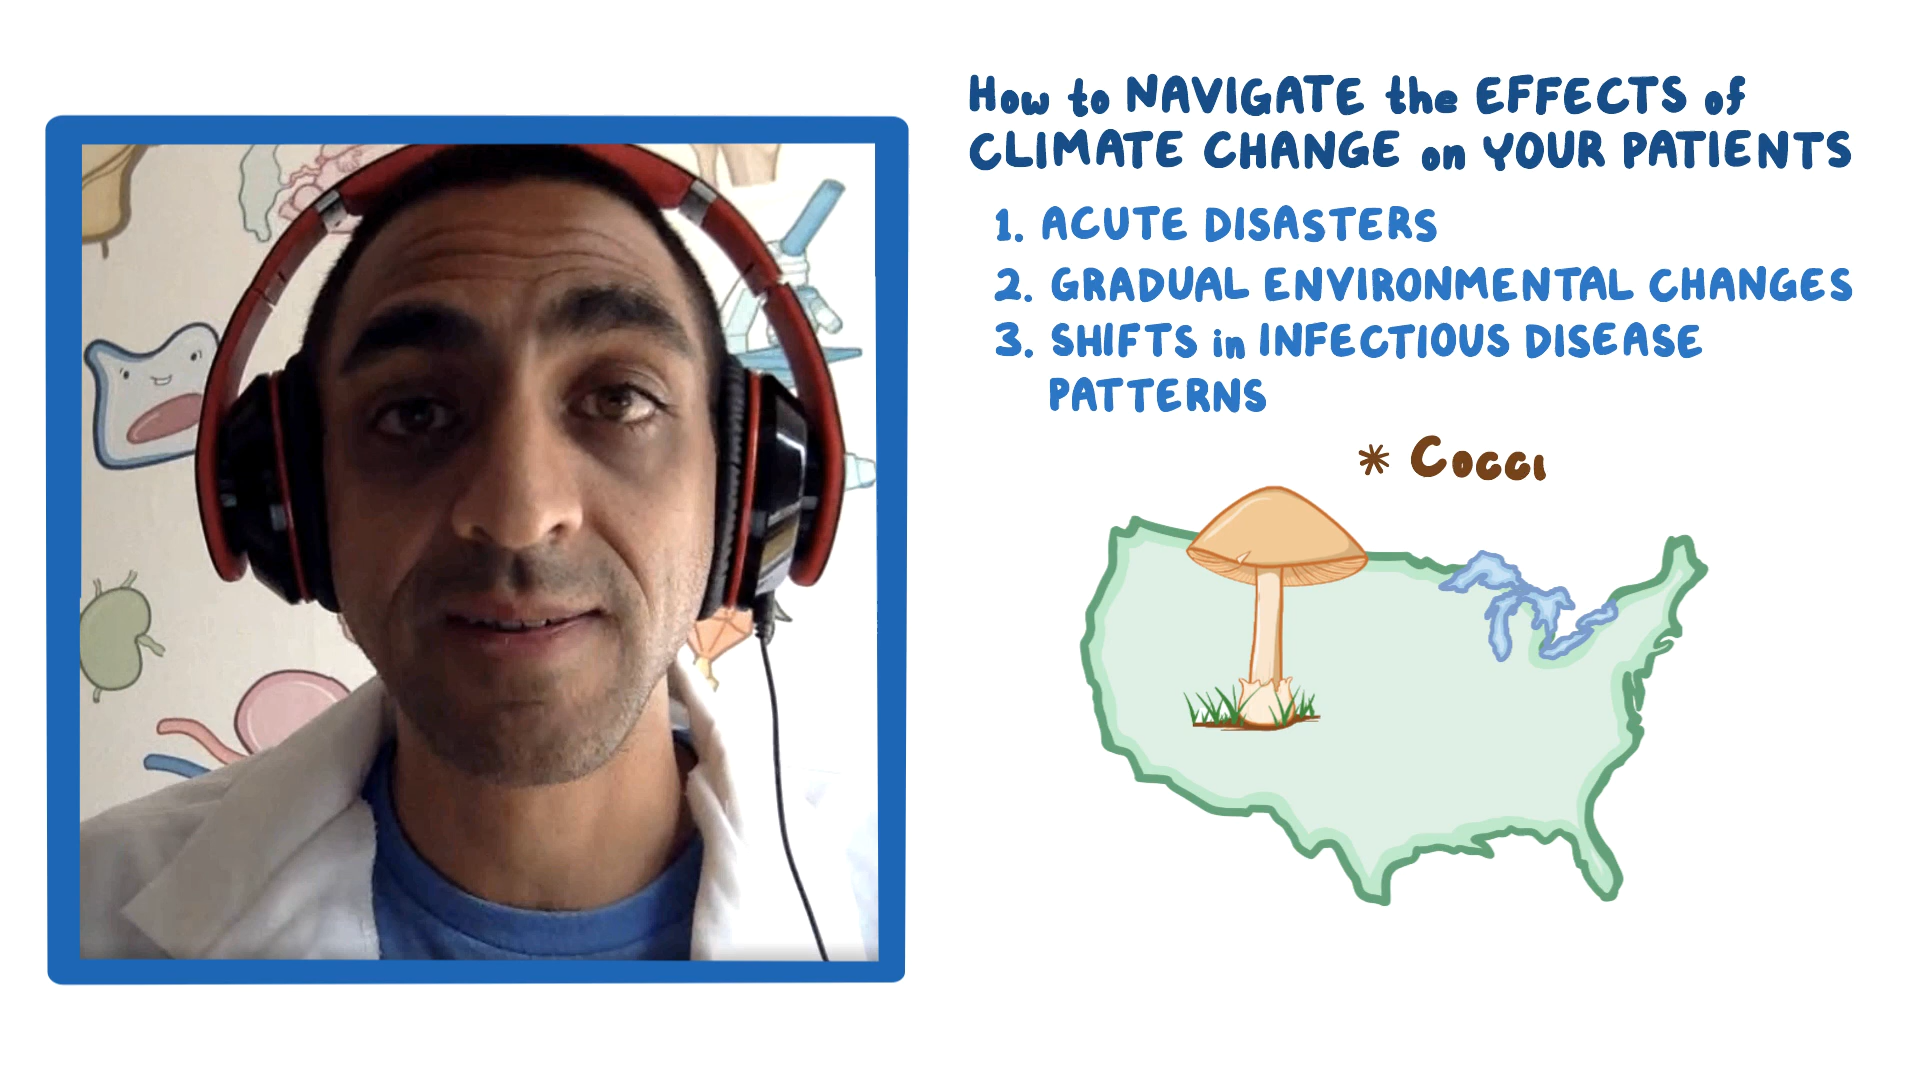 How to NAVIGATE the EFFECTS of
CLIMATE CHANGE on YOUR PATIENTS
1. ACUTE DISASTERS
2. GRADUAL ENVIRONMENTAL CHANGES
3. SHIFTS in INFECTIOUS DISEASE
PATTERNS
* Cocci